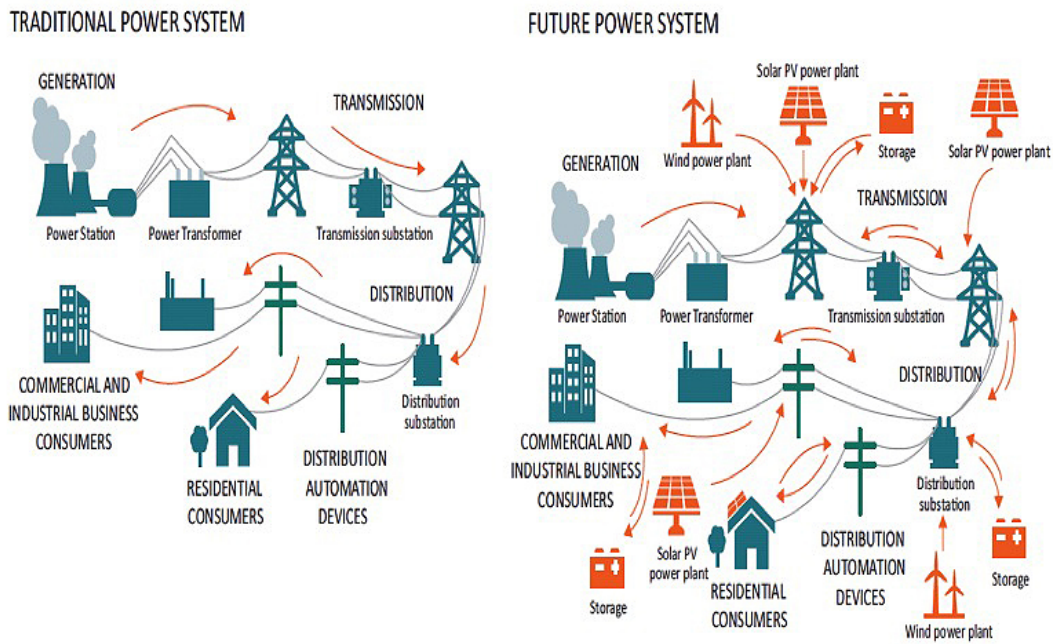 TRADITIONAL POWER SYSTEM
GENERATION
TRANSMISSION
Power Station
Power Transformer
Transmission substation
DISTRIBUTION
COMMERCIAL AND
INDUSTRIAL BUSINESS
CONSUMERS
Distribution
substation
RESIDENTIAL
CONSUMERS
DISTRIBUTION
AUTOMATION
DEVICES
FUTURE POWER SYSTEM
Solar PV power plant
Wind power plant
Storage
Solar PV power plant
GENERATION
TRANSMISSION
Power Station
Power Transformer
Transmission substation
DISTRIBUTION
COMMERCIAL AND
INDUSTRIAL BUSINESS
CONSUMERS
Distribution
substation
Solar PV
power plant
Storage
RESIDENTIAL
CONSUMERS
DISTRIBUTION
AUTOMATION
DEVICES
Storage
Wind power plant